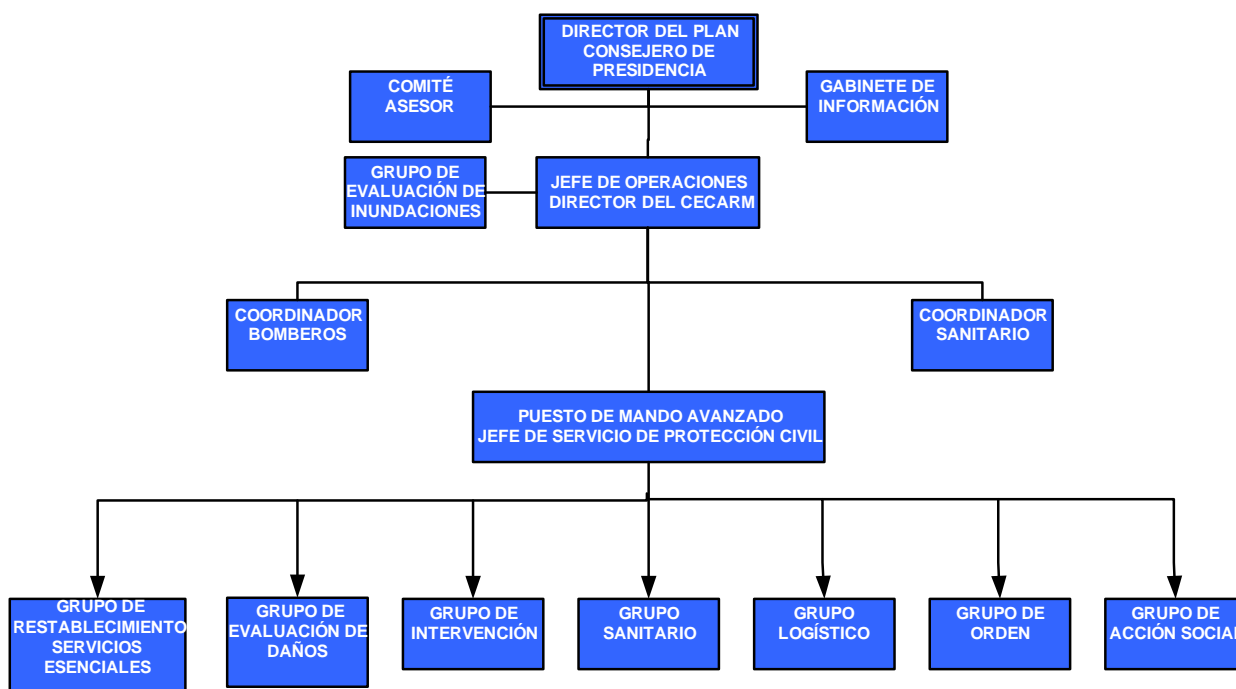 DIRECTOR DEL PLAN
CONSEJERO DE
PRESIDENCIA
COMITÉ
ASESOR
GABINETE DE
INFORMACIÓN
GRUPO DE
EVALUACIÓN DE
INUNDACIONES
JEFE DE OPERACIONES
DIRECTOR DEL CECARM
COORDINADOR
BOMBEROS
COORDINADOR
SANITARIO
PUESTO DE MANDO AVANZADO
JEFE DE SERVICIO DE PROTECCIÓN CIVIL
GRUPO DE
RESTABLECIMIENTO
SERVICIOS
ESENCIALES
GRUPO DE
EVALUACIÓN DE
DAÑOS
GRUPO DE
INTERVENCIÓN
GRUPO
SANITARIO
GRUPO
LOGÍSTICO
GRUPO DE
ORDEN
GRUPO DE
ACCIÓN SOCIAL